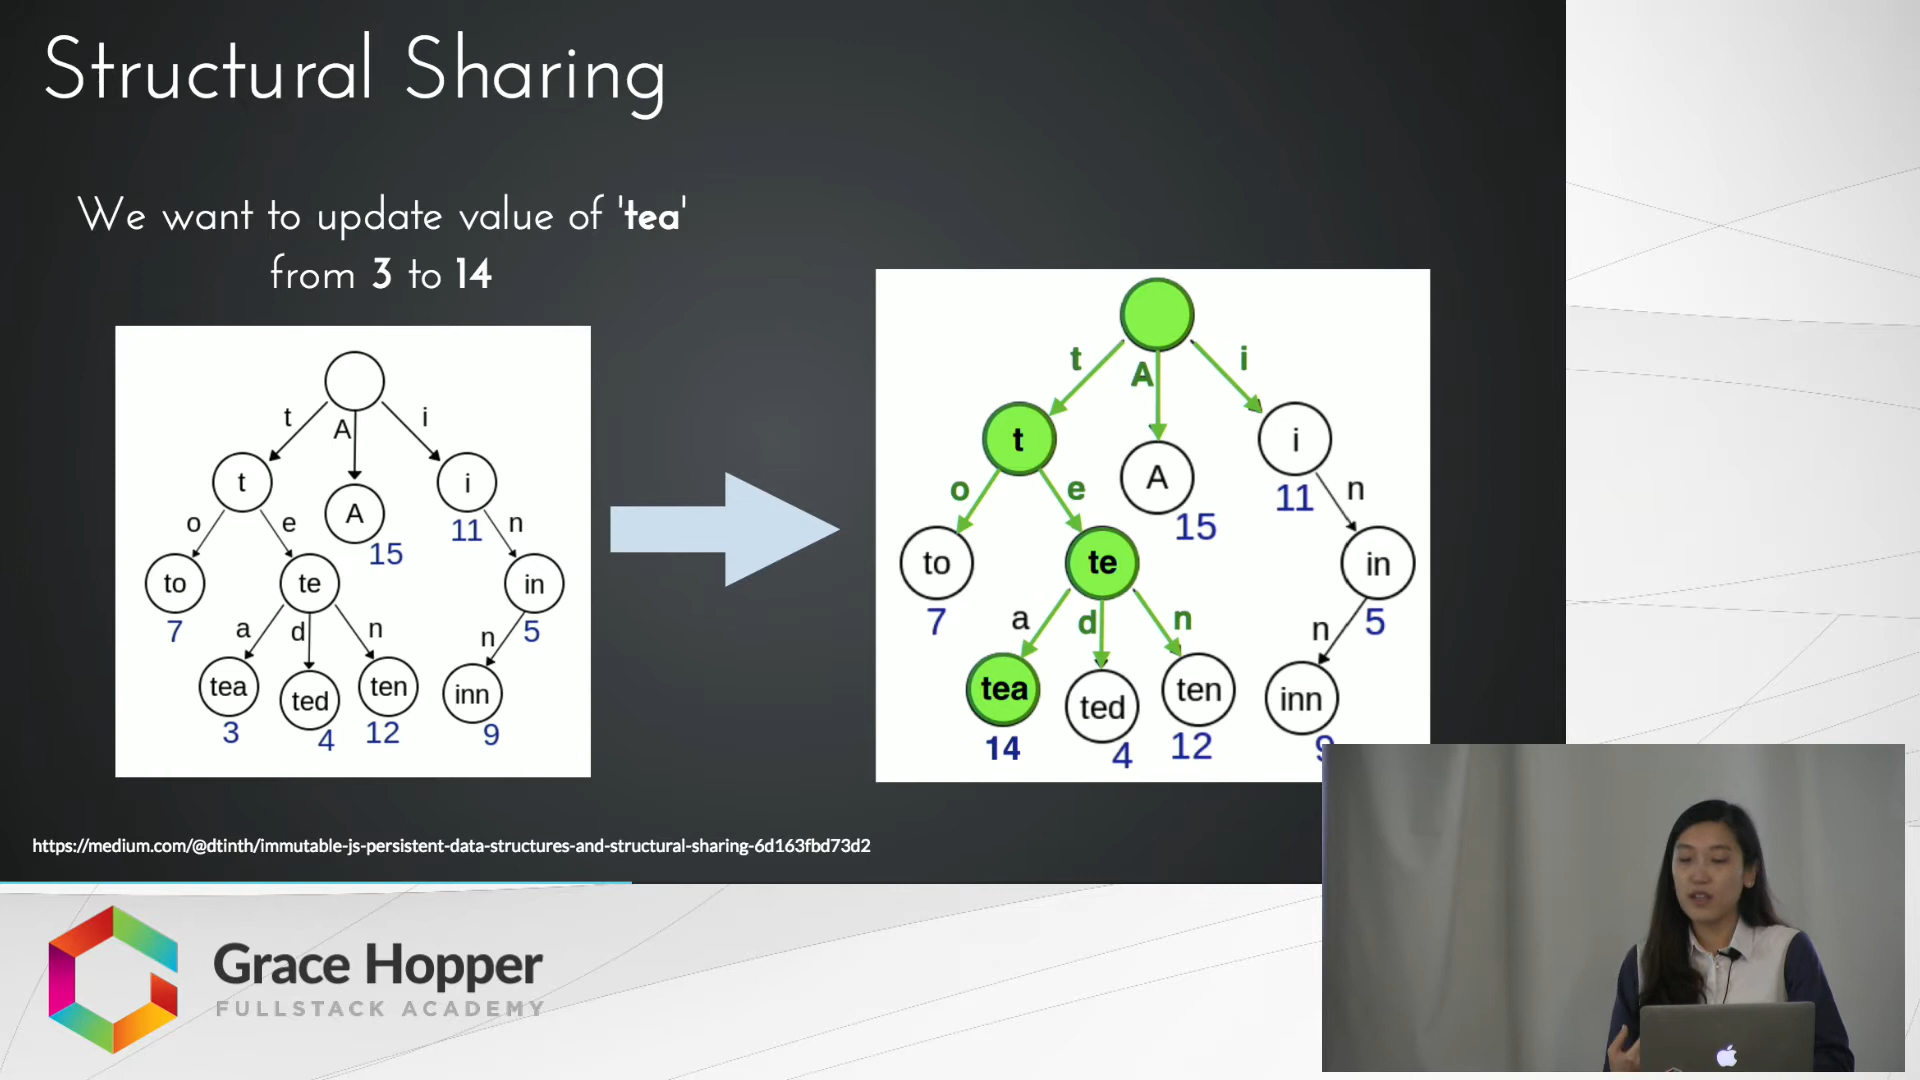 Structural Sharing
We want to update value of 'tea'
from 3 to 14
t
A
i
t
A
15
i
11
o
e
n
to
7
te
in
5
a
d
n
n
tea
3
ted
4
ten
12
inn
9
t
A
i
t
A
15
i
11
o
e
n
to
7
te
in
5
a
d
n
n
tea
14
ted
4
ten
12
inn
9
https://medium.com/@dtinth/immutable-js-persistent-data-structures-and-structural-sharing-6d163fbd73d2
Grace Hopper
FULLSTACK ACADEMY